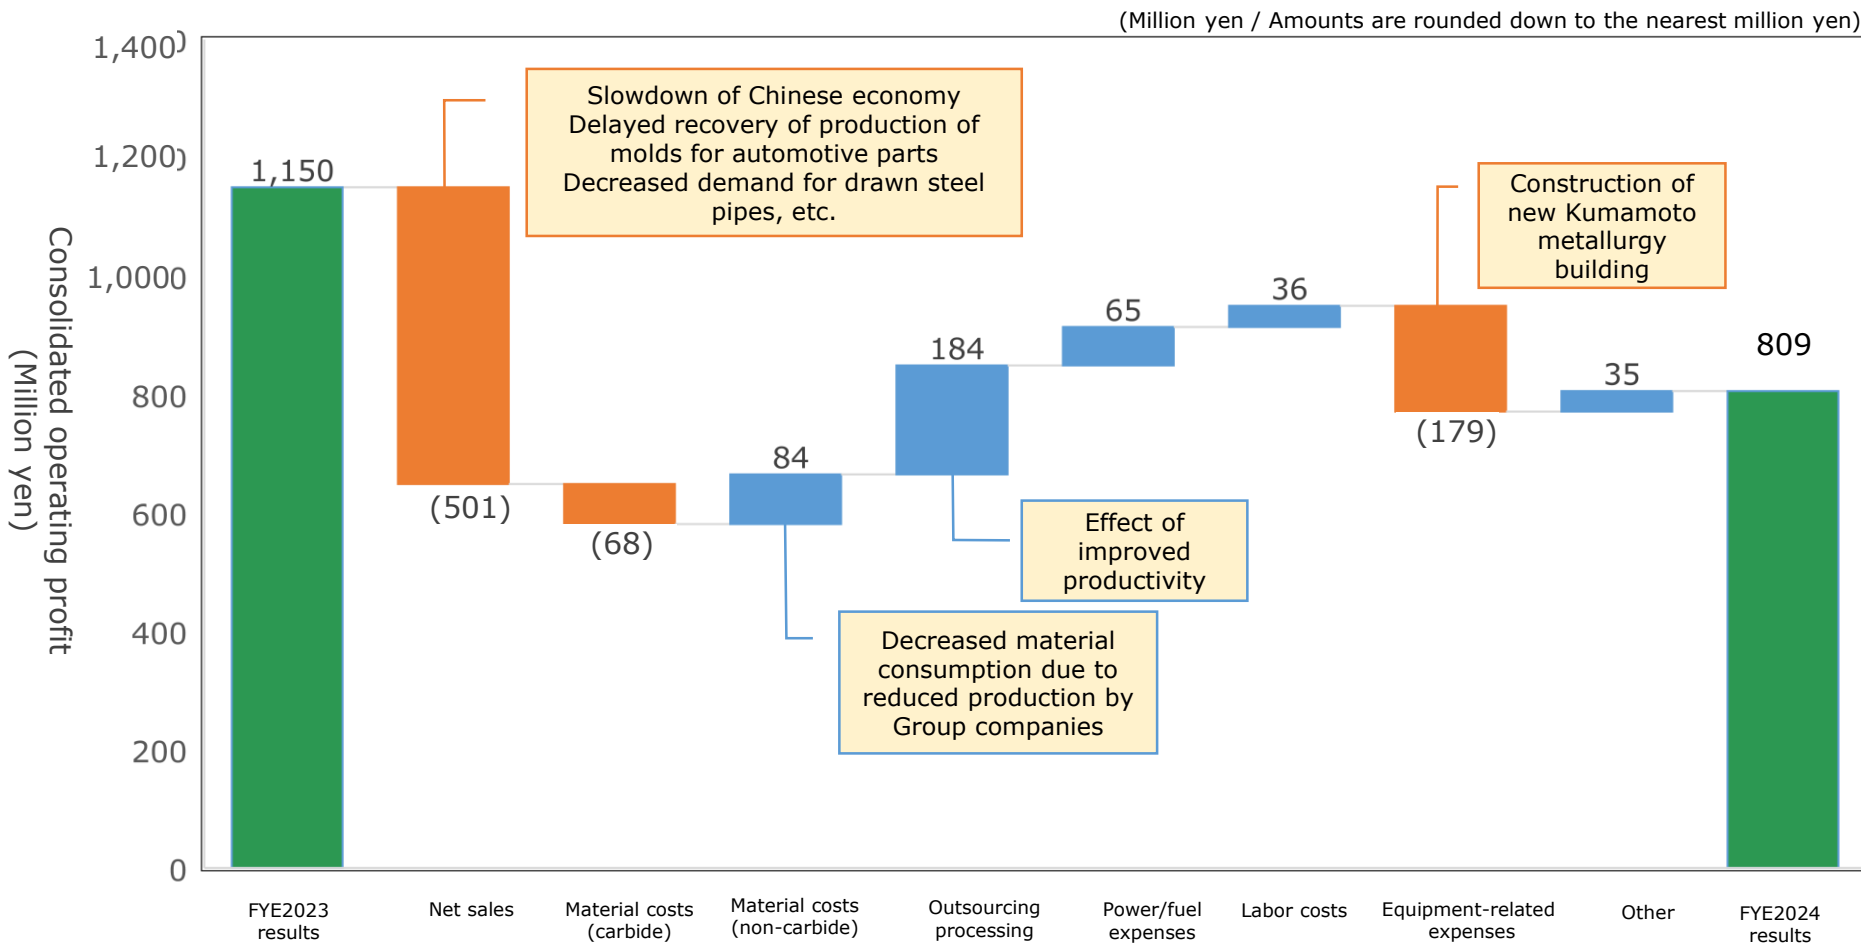 (Million yen / Amounts are rounded down to the nearest million yen)
Consolidated operating profit
(Million yen)
1,400)
1,200)
1,0000
800
600
400
200
0
1,150
(501)
(68)
84
184
65
36
(179)
35
809
Slowdown of Chinese economy
Delayed recovery of production of
molds for automotive parts
Decreased demand for drawn steel
pipes, etc.
Construction of
new Kumamoto
metallurgy
building
Effect of
improved
productivity
Decreased material
consumption due to
reduced production by
Group companies
FYE2023
results
Net sales
Material costs
(carbide)
Material costs
(non-carbide)
Outsourcing
processing
Power/fuel
expenses
Labor costs
Equipment-related
expenses
Other
FYE2024
results